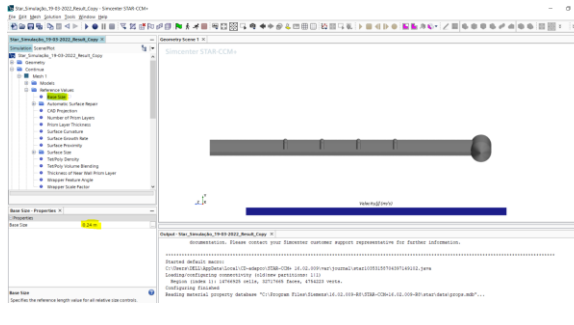 Star_Simulação_19-03-2022_Result_Copy - Simcenter STAR-CCM+
File Edit Mesh Solution Tools Window Help
Star_Simulação_19-03-2022_Result_Copy ×
Simulation Scene/Plot
Star_Simulação_19-03-2022_Result_Copy
Geometry
Continua
Mesh 1
Models
Reference Values
Base Size
Automatic Surface Repair
CAD Projection
Number of Prism Layers
Prism Layer Thickness
Surface Curvature
Surface Growth Rate
Surface Proximity
Surface Size
Tet/Poly Density
Tet/Poly Volume Blending
Thickness of Near Wall Prism Layer
Wrapper Feature Angle
Wrapper Scale Factor
Base Size - Properties ×
Properties
Base Size 0.24 m
Base Size
Specifies the reference length value for all relative size controls.
Geometry Scene 1 ×
Simcenter STAR-CCM+
Velocity[i] (m/s)
Output - Star_Simulação_19-03-2022_Result_Copy ×
documentation. Please contact your Simcenter customer support representative for further information.
Started default macro:
Loading/configuring connectivity (old|new partitions: 1|1)
Configuring finished
Reading material property database